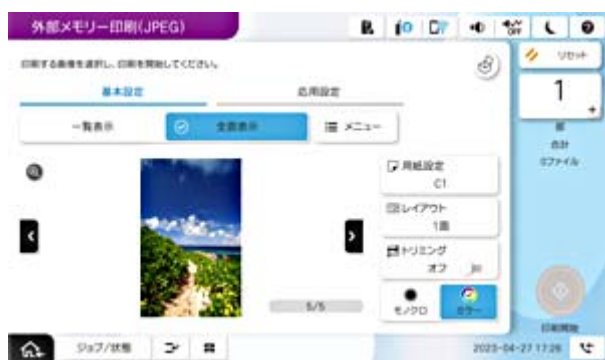 外部メモリー印刷(JPEG)
OFF
印刷する画像を選択し、印刷を開始してください。
リセット
基本設定
応用設定
1
一覧表示
全面表示
メニュー
部
合計
0ファイル
用紙設定
C1
レイアウト
1面
トリミング
オフ
5/5
モノクロ
カラー
印刷開始
ジョブ/状態
2023-04-27 17:26